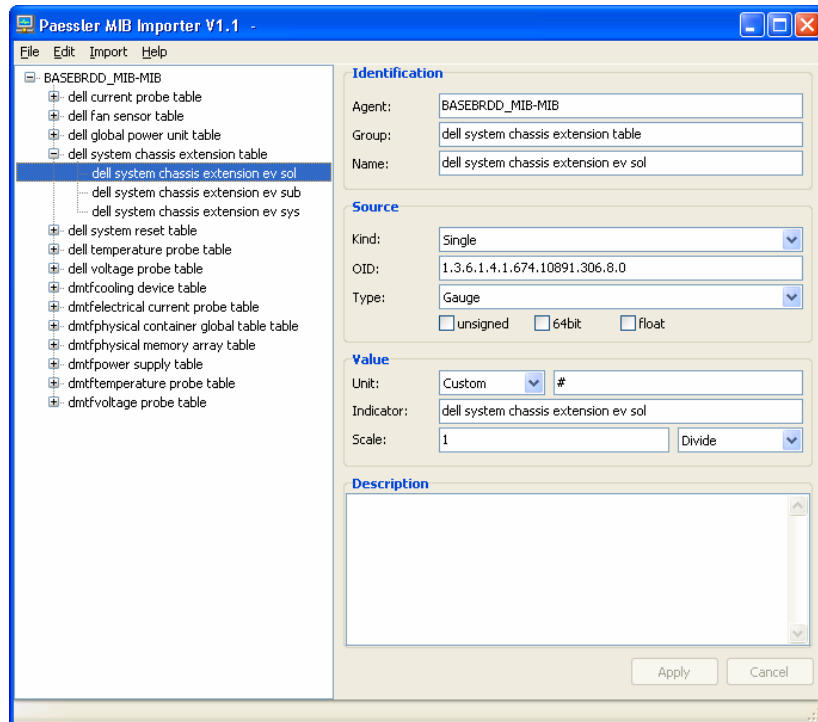 Paessler MIB Importer V1.1 -
File Edit Import Help
BASEBRDD_MIB-MIB
dell current probe table
dell fan sensor table
dell global power unit table
dell system chassis extension table
dell system chassis extension ev sol
dell system chassis extension ev sub
dell system chassis extension ev sys
dell system reset table
dell temperature probe table
dell voltage probe table
dmtfcooling device table
dmtfelectrical current probe table
dmtfphysical container global table table
dmtfphysical memory array table
dmtfpower supply table
dmtftemperature probe table
dmtfvoltage probe table
Identification
Agent: BASEBRDD_MIB-MIB
Group: dell system chassis extension table
Name: dell system chassis extension ev sol
Source
Kind: Single
OID: 1.3.6.1.4.1.674.10891.306.8.0
Type: Gauge
unsigned 64bit float
Value
Unit: Custom #
Indicator: dell system chassis extension ev sol
Scale: 1 Divide
Description
Apply Cancel